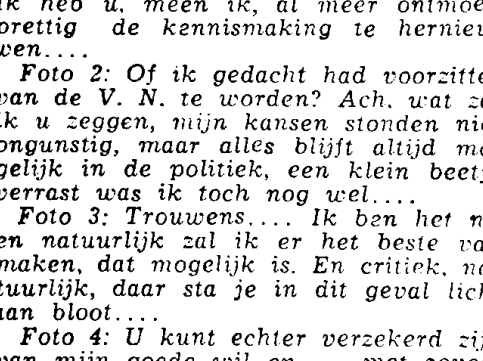 ik heb u, meen ik, al meer ontmoe
prettig de kennismaking te hernieu
wen....
Foto 2: Of ik gedacht had voorzitte
van de V. N. te worden? Ach, wat za
ik u zeggen, mijn kansen stonden nie
ongunstig, maar alles blijft altijd mo
gelijk in de politiek, een klein beetj
verrast was ik toch nog wel....
Foto 3: Trouwens.... Ik ben het n
en natuurlijk zal ik er het beste va
maken, dat mogelijk is. En critiek, na
tuurlijk, daar sta je in dit geval lich
aan bloot....
Foto 4: U kunt echter verzekerd zij
van mijn goede wil en